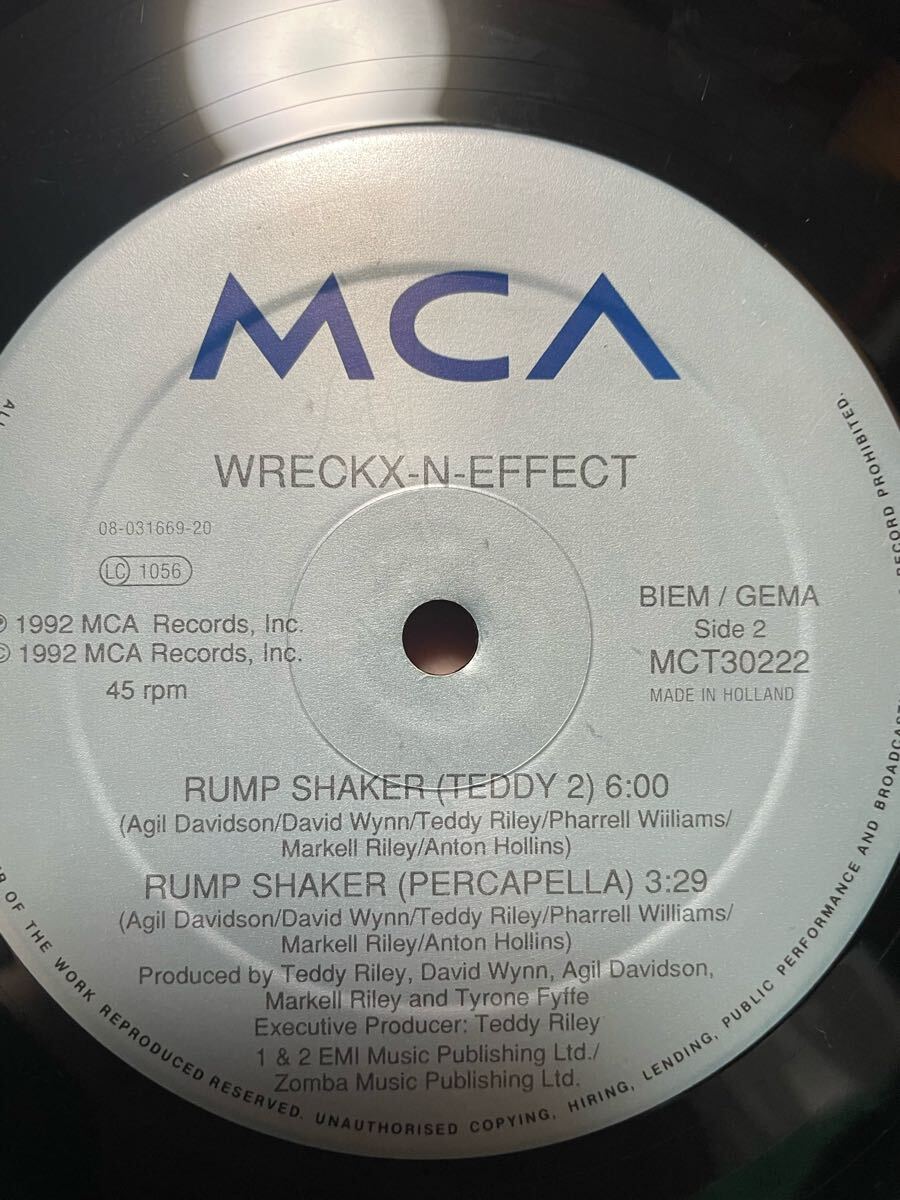 MCA
WRECKX-N-EFFECT
08-031669-20
LC 1056
℗ 1992 MCA Records, Inc.
© 1992 MCA Records, Inc.
45 rpm
BIEM / GEMA
Side 2
MCT30222
MADE IN HOLLAND
RUMP SHAKER (TEDDY 2) 6:00
(Agil Davidson/David Wynn/Teddy Riley/Pharrell Wiiliams/
Markell Riley/Anton Hollins)
RUMP SHAKER (PERCAPELLA) 3:29
(Agil Davidson/David Wynn/Teddy Riley/Pharrell Williams/
Markell Riley/Anton Hollins)
Produced by Teddy Riley, David Wynn, Agil Davidson,
Markell Riley and Tyrone Fyffe
Executive Producer: Teddy Riley
1 & 2 EMI Music Publishing Ltd./
Zomba Music Publishing Ltd.
OF THE WORK REPRODUCED RESERVED. UNAUTHORISED COPYING, HIRING, LENDING, PUBLIC PERFORMANCE AND RECORD PROHIBITED.